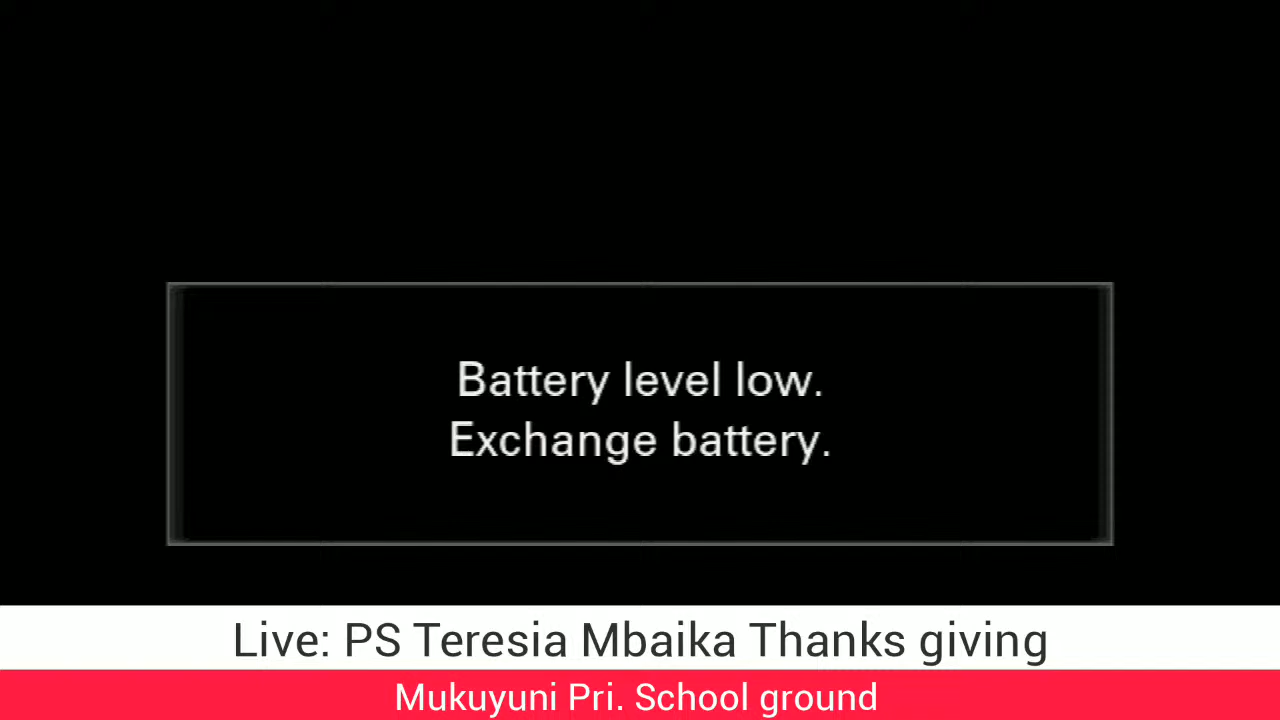 Battery level low.
Exchange battery.
Live: PS Teresia Mbaika Thanks giving
Mukuyuni Pri. School ground